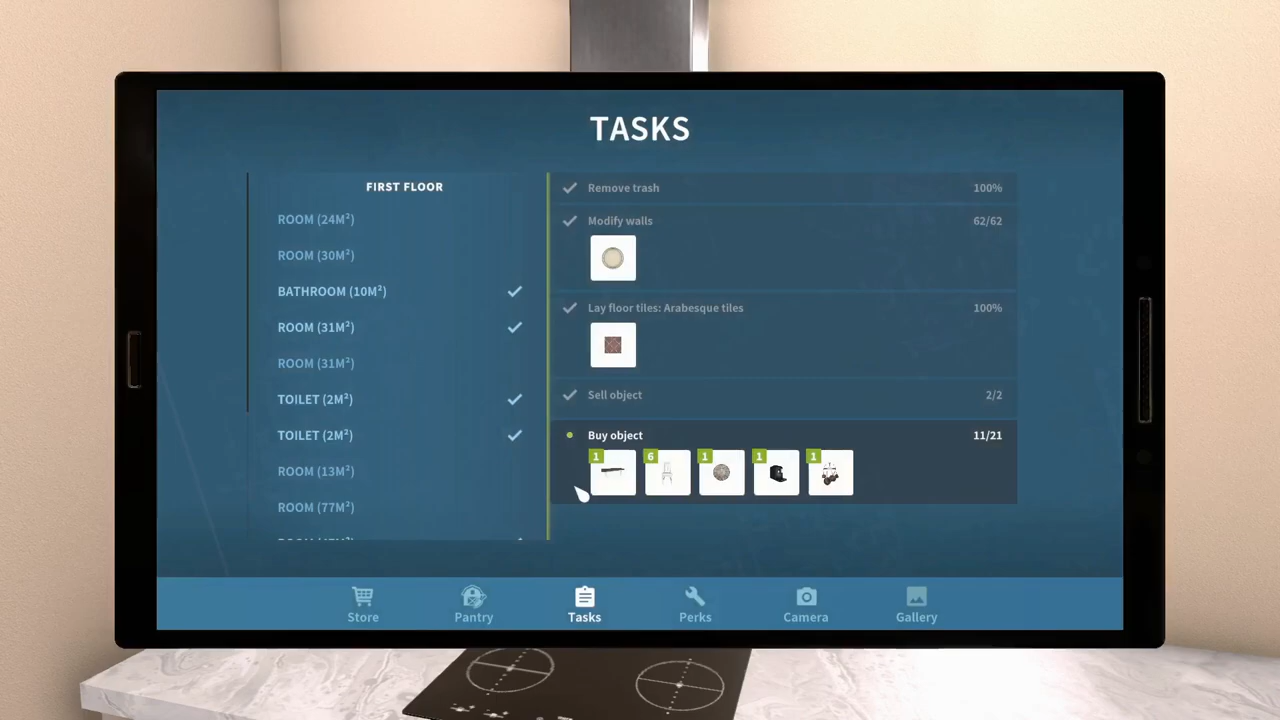 TASKS
FIRST FLOOR
ROOM (24M²)
ROOM (30M²)
BATHROOM (10M²)
ROOM (31M²)
ROOM (31M²)
TOILET (2M²)
TOILET (2M²)
ROOM (13M²)
ROOM (77M²)
Remove trash 100%
Modify walls 62/62
Lay floor tiles: Arabesque tiles 100%
Sell object 2/2
Buy object 11/21
1 6 1 1 1
Store Pantry Tasks Perks Camera Gallery